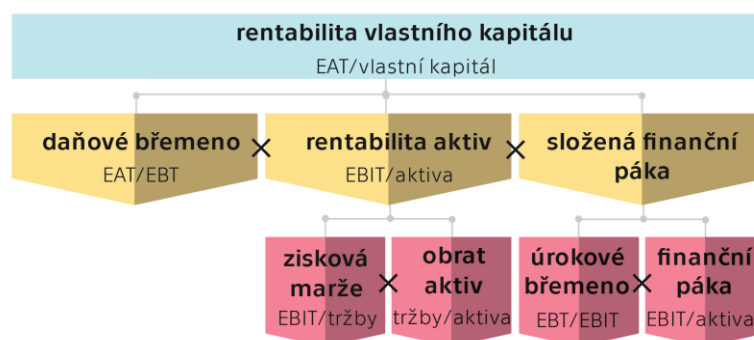 rentabilita vlastního kapitálu
EAT/vlastní kapitál
daňové břemeno × rentabilita aktiv × složená finanční páka
EAT/EBT
EBIT/aktiva
zisková marže × obrat aktiv
EBIT/tržby
tržby/aktiva
úrokové břemeno × finanční páka
EBT/EBIT
EBIT/aktiva